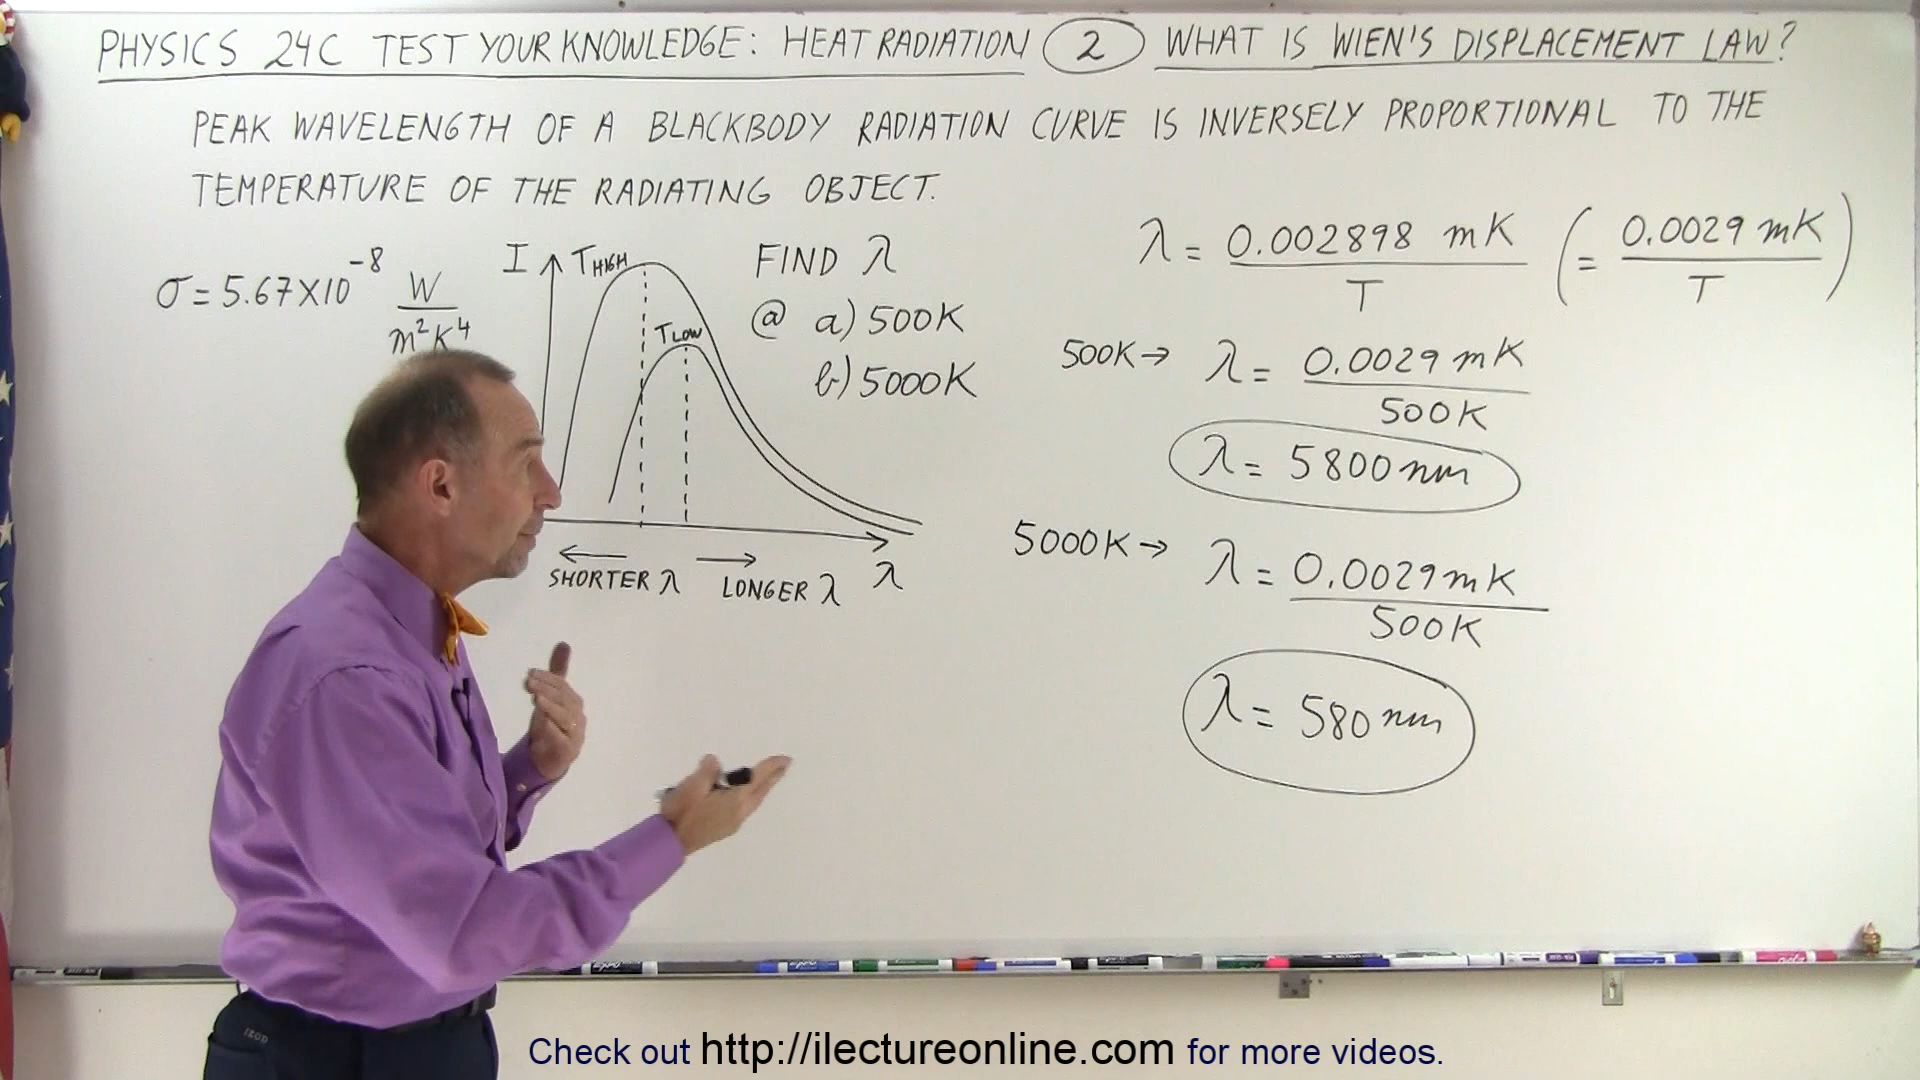 PHYSICS 24C TEST YOUR KNOWLEDGE: HEAT RADIATION 2 WHAT IS WIEN'S DISPLACEMENT LAW?
PEAK WAVELENGTH OF A BLACKBODY RADIATION CURVE IS INVERSELY PROPORTIONAL TO THE
TEMPERATURE OF THE RADIATING OBJECT.
σ = 5.67X10⁻⁸ W/m²K⁴
I
T HIGH
T LOW
SHORTER λ
LONGER λ
λ
FIND λ
@ a) 500K
b) 5000K
λ = 0.002898 mK/T (= 0.0029 mK/T)
500K → λ = 0.0029 mK/500K
λ = 5800 nm
5000K → λ = 0.0029 mK/500K
λ = 580 nm
IZOD
Check out http://ilectureonline.com for more videos.